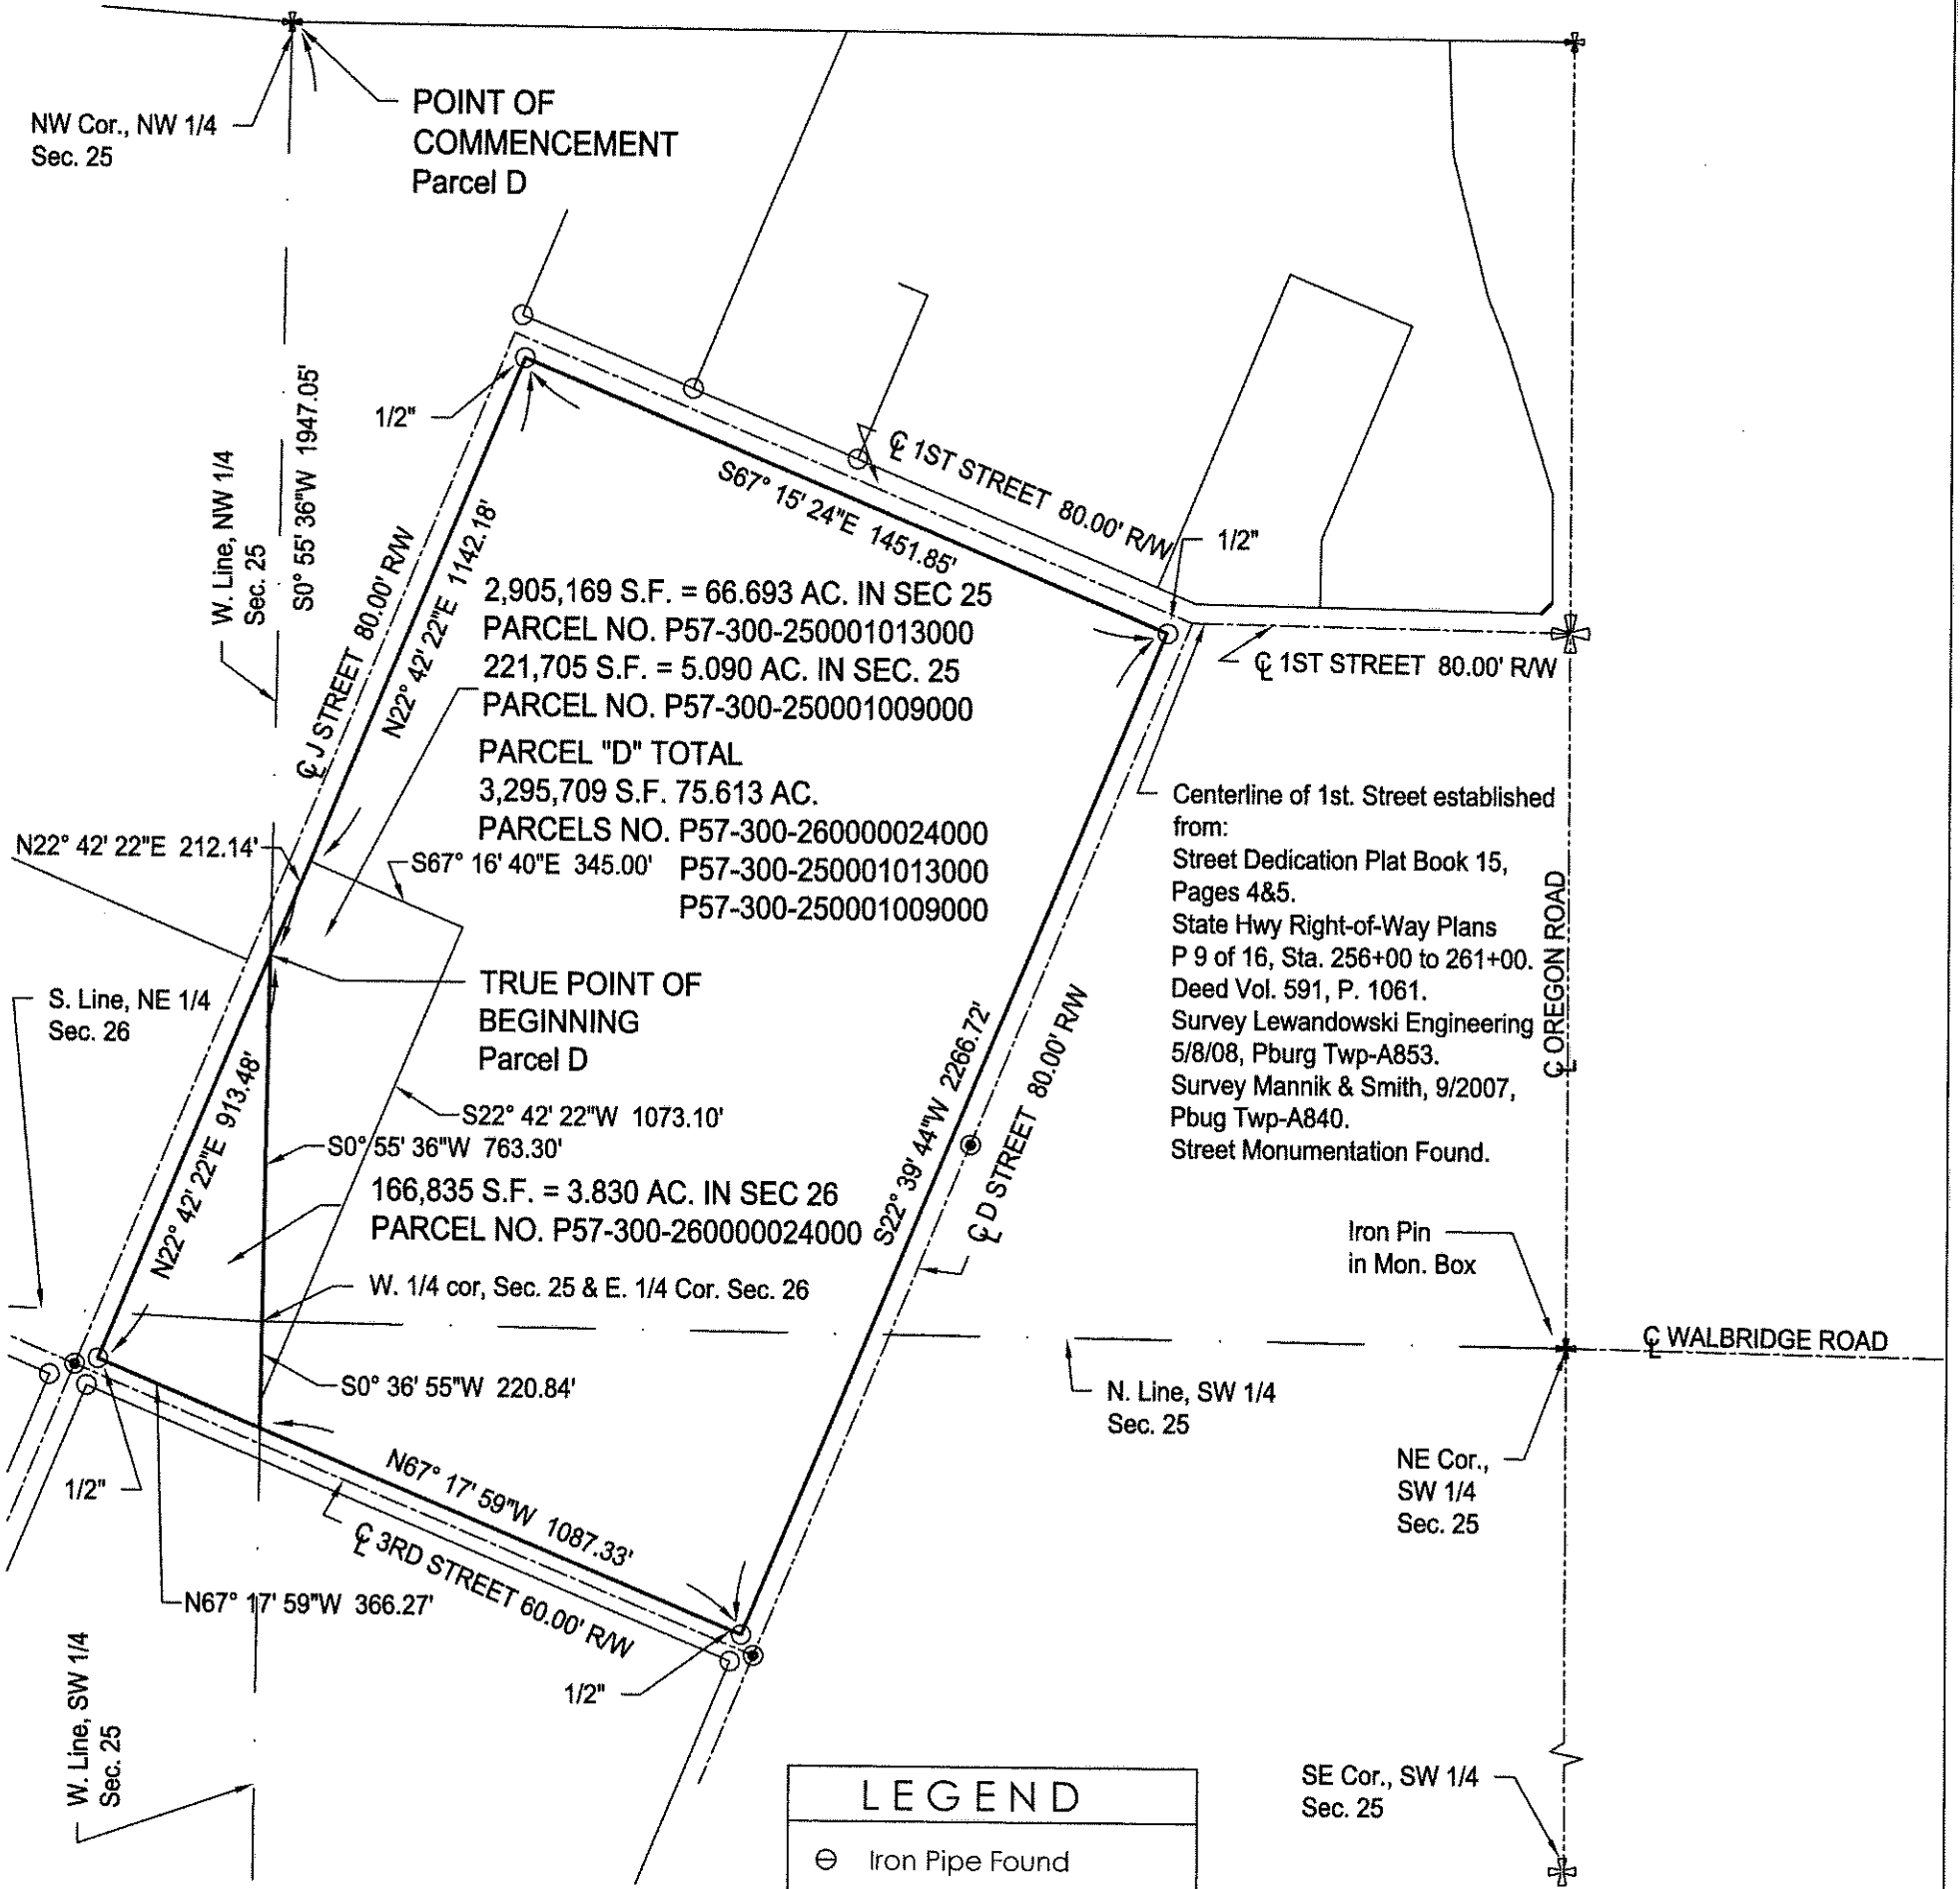 NW Cor., NW 1/4
Sec. 25
POINT OF
COMMENCEMENT
Parcel D
W. Line, NW 1/4
Sec. 25
S0° 55' 36"W 1947.05'
1/2"
℄ J STREET 80.00' R/W
N22° 42' 22"E 1142.18'
S67° 15' 24"E 1451.85'
℄ 1ST STREET 80.00' R/W
1/2"
℄ 1ST STREET 80.00' R/W
2,905,169 S.F. = 66.693 AC. IN SEC 25
PARCEL NO. P57-300-250001013000
221,705 S.F. = 5.090 AC. IN SEC. 25
PARCEL NO. P57-300-250001009000
PARCEL "D" TOTAL
3,295,709 S.F. 75.613 AC.
PARCELS NO. P57-300-260000024000
P57-300-250001013000
P57-300-250001009000
S67° 16' 40"E 345.00'
N22° 42' 22"E 212.14'
Centerline of 1st. Street established
from:
Street Dedication Plat Book 15,
Pages 4&5.
State Hwy Right-of-Way Plans
P 9 of 16, Sta. 256+00 to 261+00.
Deed Vol. 591, P. 1061.
Survey Lewandowski Engineering
5/8/08, Pburg Twp-A853.
Survey Mannik & Smith, 9/2007,
Pbug Twp-A840.
Street Monumentation Found.
℄ OREGON ROAD
S. Line, NE 1/4
Sec. 26
TRUE POINT OF
BEGINNING
Parcel D
N22° 42' 22"E 913.48'
S22° 42' 22"W 1073.10'
S0° 55' 36"W 763.30'
S22° 39' 44"W 2266.72'
℄ D STREET 80.00' R/W
166,835 S.F. = 3.830 AC. IN SEC 26
PARCEL NO. P57-300-260000024000
W. 1/4 cor, Sec. 25 & E. 1/4 Cor. Sec. 26
Iron Pin
in Mon. Box
℄ WALBRIDGE ROAD
S0° 36' 55"W 220.84'
N. Line, SW 1/4
Sec. 25
NE Cor.,
SW 1/4
Sec. 25
1/2"
N67° 17' 59"W 1087.33'
℄ 3RD STREET 60.00' R/W
N67° 17' 59"W 366.27'
1/2"
W. Line, SW 1/4
Sec. 25
SE Cor., SW 1/4
Sec. 25
LEGEND
Iron Pipe Found